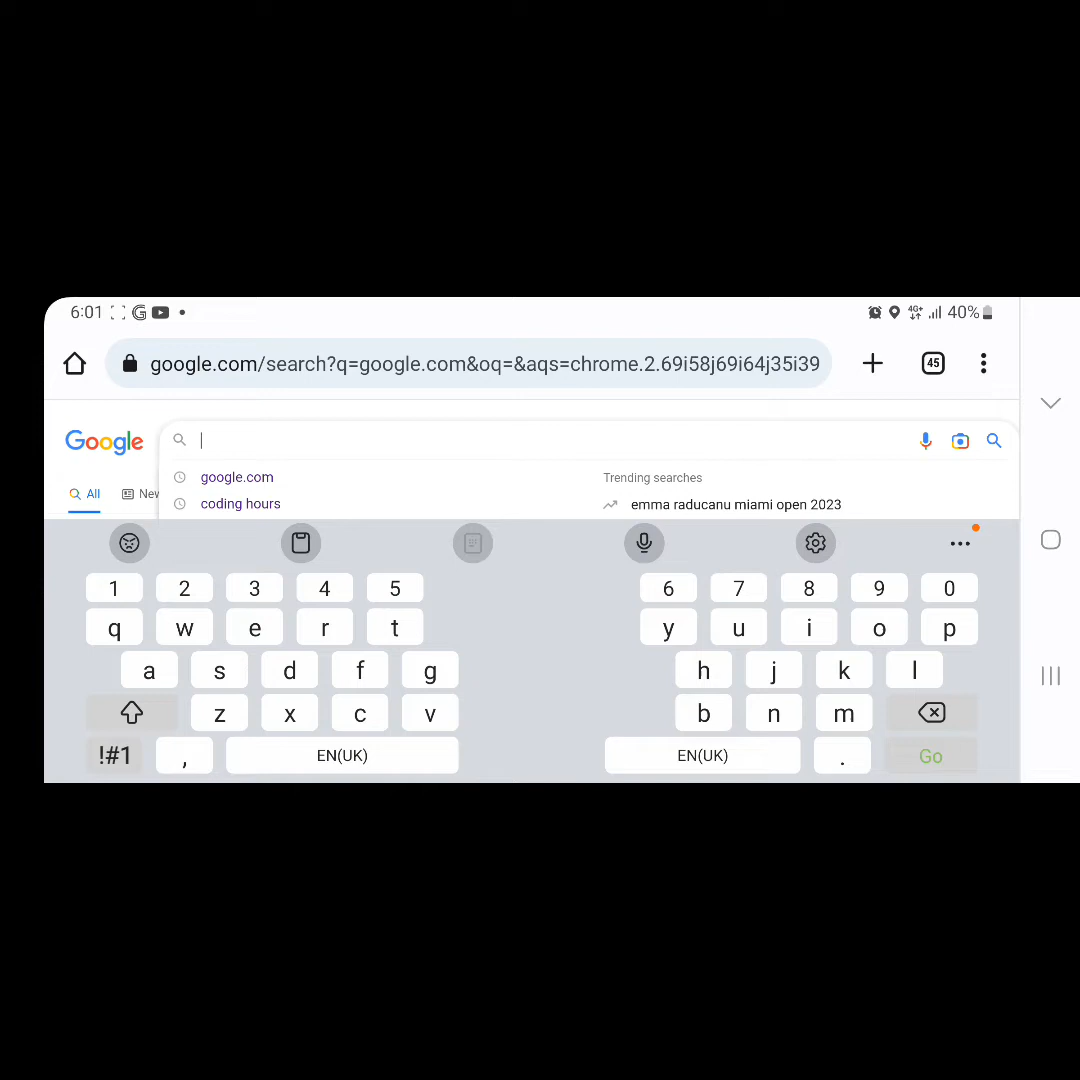 6:01 4G+ 40%
google.com/search?q=google.com&oq=&aqs=chrome.2.69i58j69i64j35i39 45
Google
All New
google.com Trending searches
coding hours emma raducanu miami open 2023
1 2 3 4 5 6 7 8 9 0
q w e r t y u i o p
a s d f g h j k l
z x c v b n m
!#1 , EN(UK) EN(UK) . Go